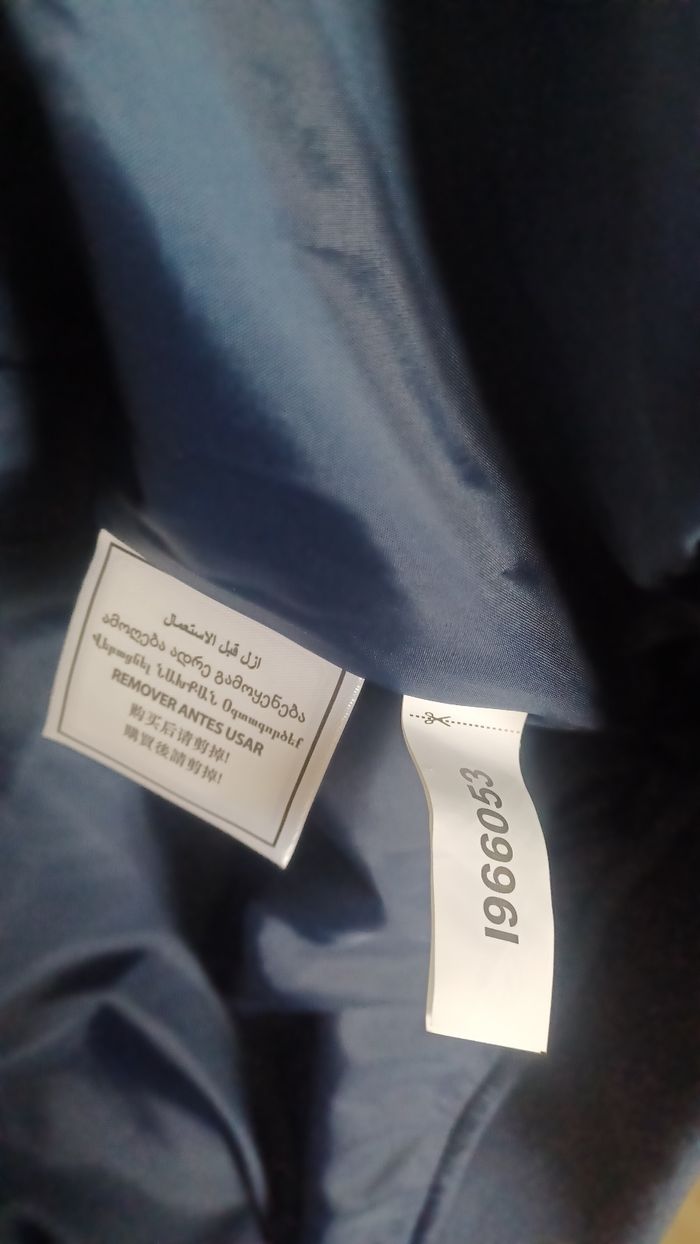 ازل قبل الاستعمال
ამოღება ადრე გამოყენება
Վերացնել ՆԱԽՔԱՆ Օգտագործեք
REMOVER ANTES USAR
购买后请剪掉!
購買後請剪掉!
I966053